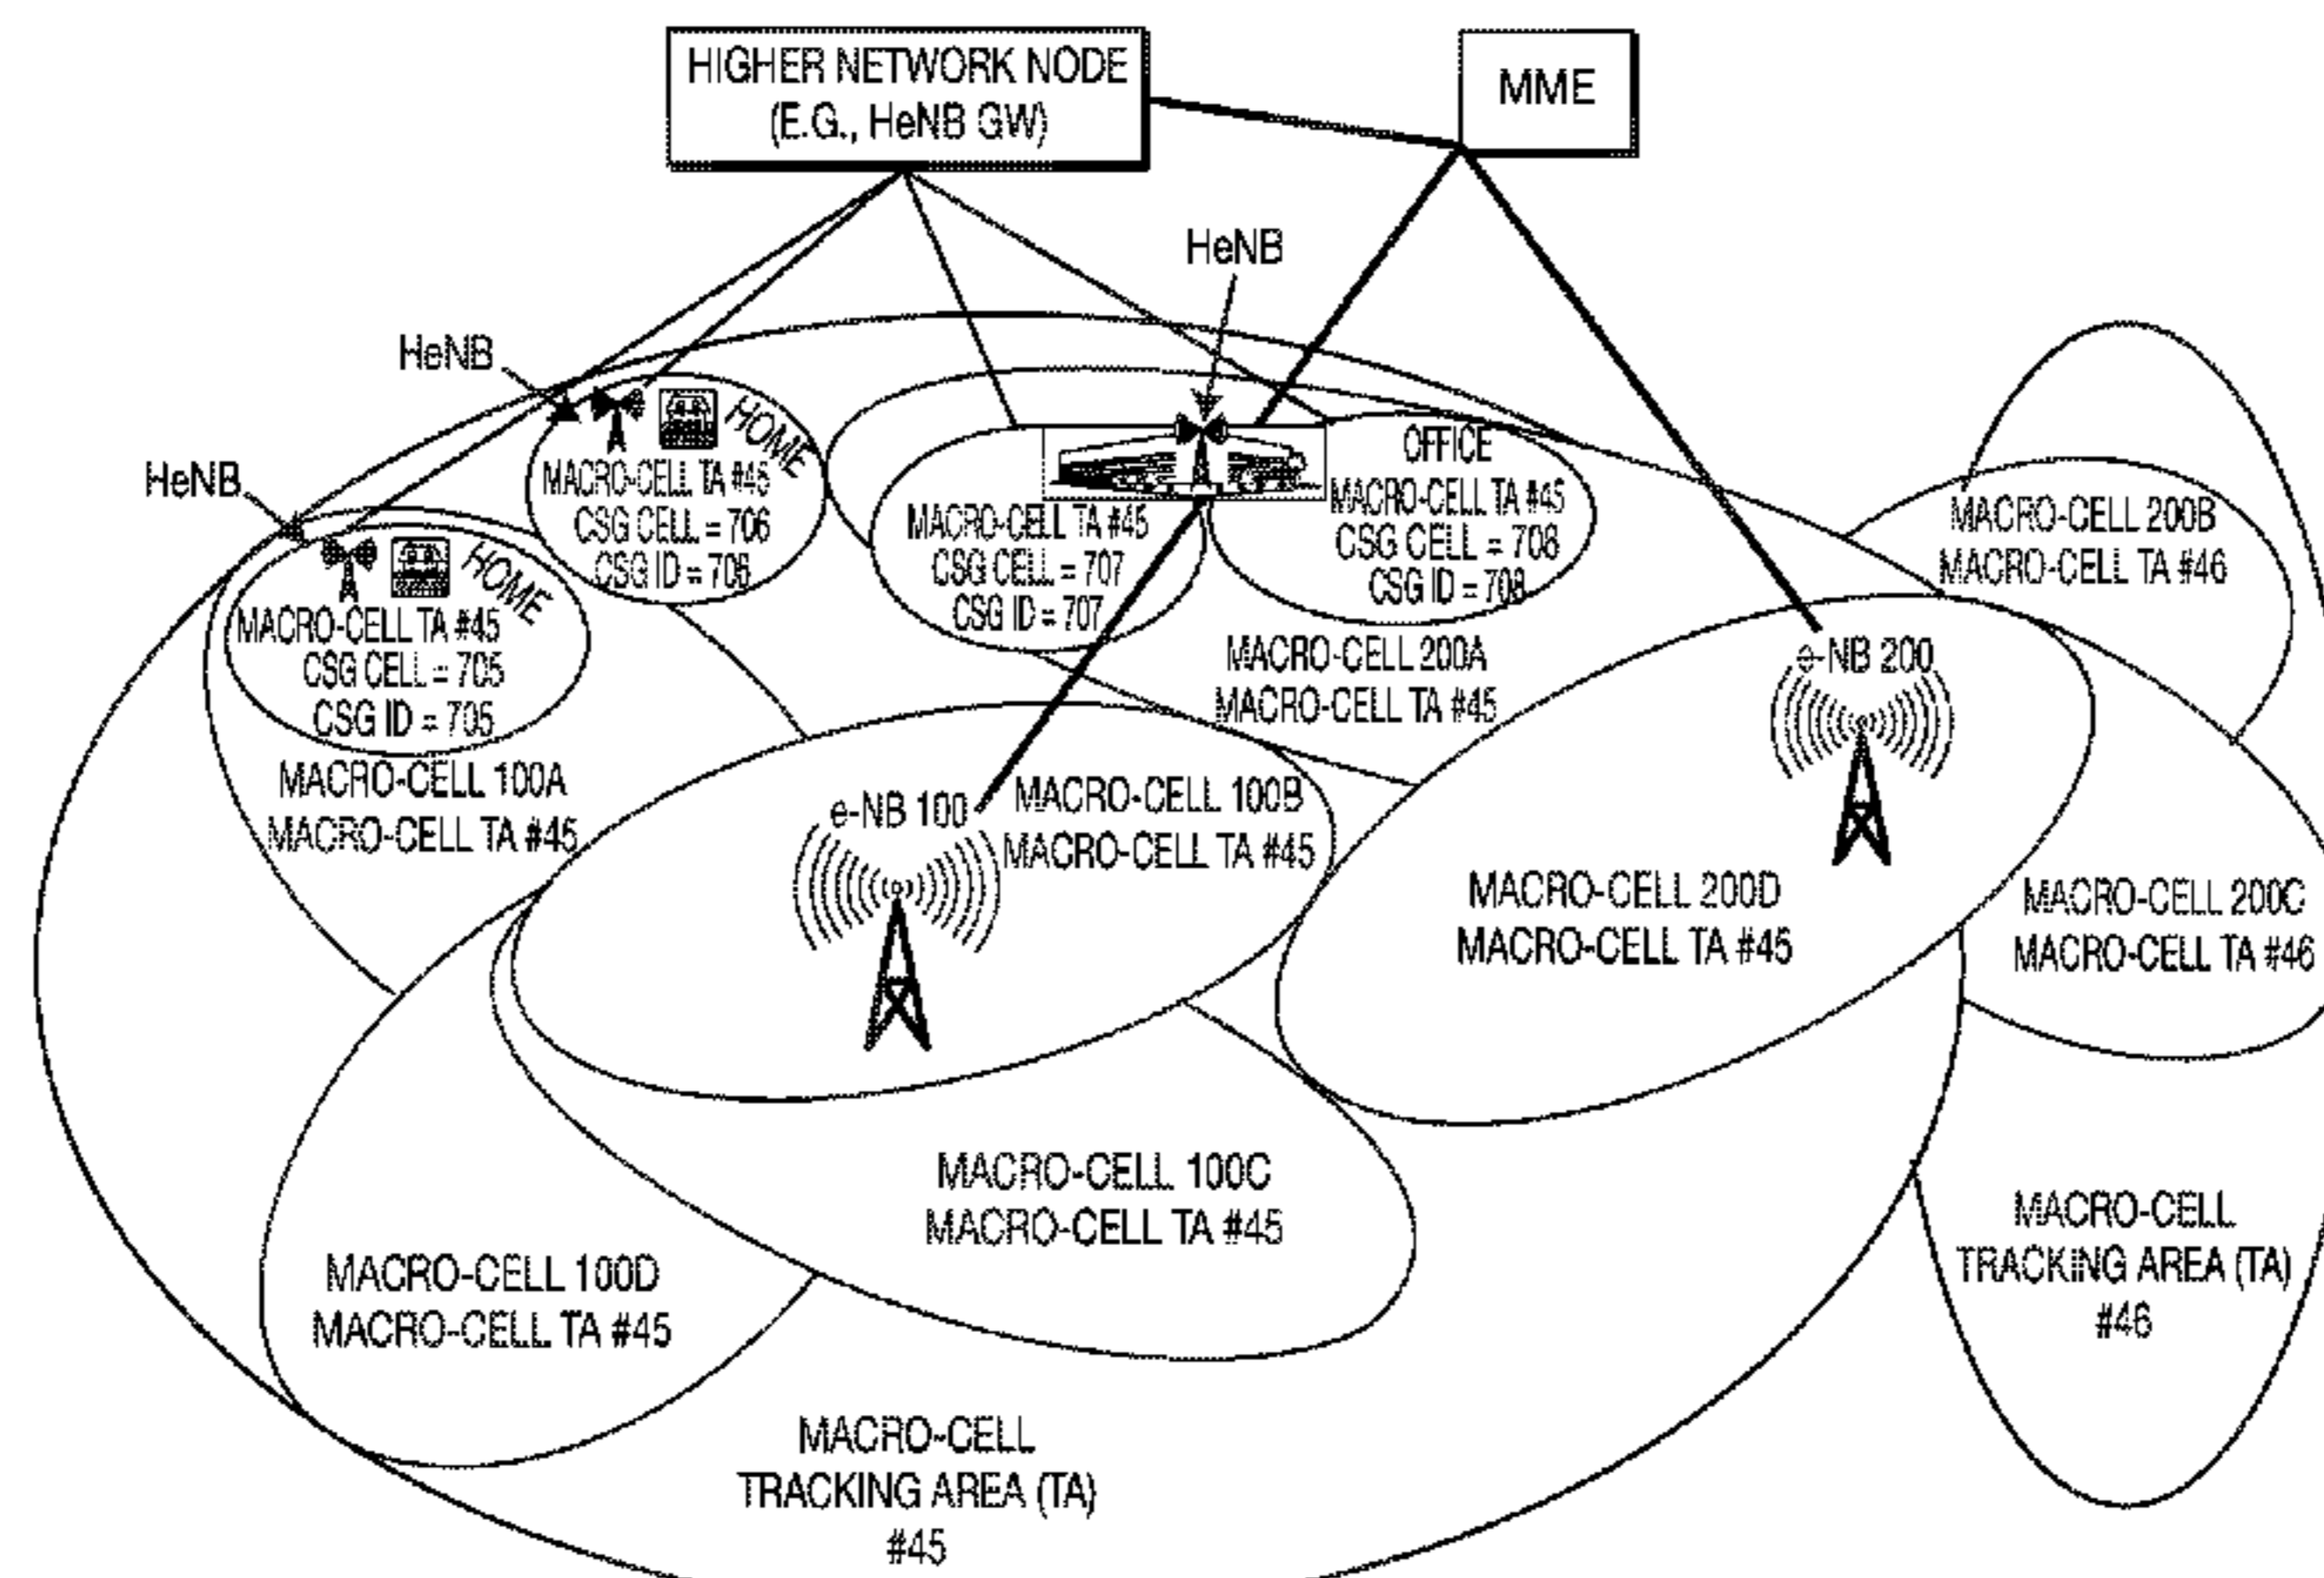 HIGHER NETWORK NODE
(E.G., HeNB GW)
MME
HeNB
HeNB
HeNB
HOME
MACRO-CELL TA #45
CSG CELL = 706
CSG ID = 706
HOME
MACRO-CELL TA #45
CSG CELL = 705
CSG ID = 705
MACRO-CELL TA #45
CSG CELL = 707
CSG ID = 707
OFFICE
MACRO-CELL TA #45
CSG CELL = 708
CSG ID = 708
MACRO-CELL 200B
MACRO-CELL TA #46
MACRO-CELL 200A
MACRO-CELL TA #45
e-NB 200
MACRO-CELL 100A
MACRO-CELL TA #45
e-NB 100
MACRO-CELL 100B
MACRO-CELL TA #45
MACRO-CELL 200D
MACRO-CELL TA #45
MACRO-CELL 200C
MACRO-CELL TA #46
MACRO-CELL 100C
MACRO-CELL TA #45
MACRO-CELL 100D
MACRO-CELL TA #45
MACRO-CELL
TRACKING AREA (TA)
#46
MACRO-CELL
TRACKING AREA (TA)
#45